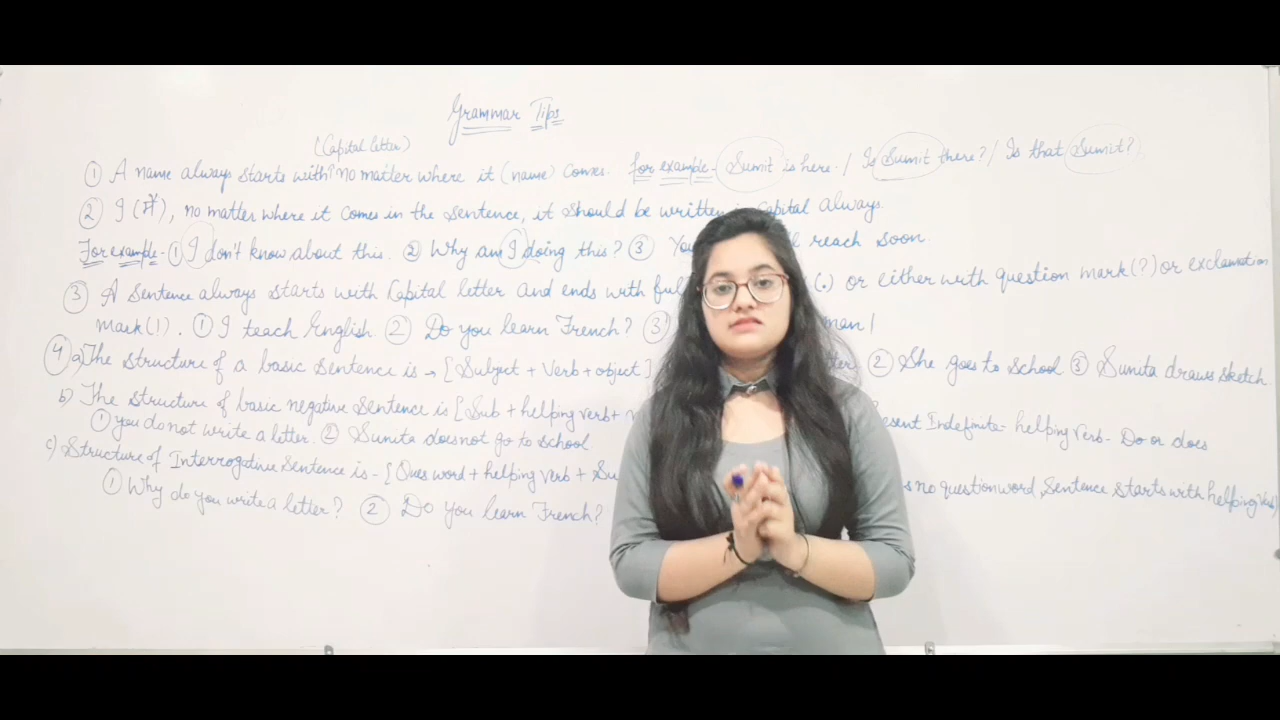 Grammar Tips
(Capital letter)
① A name always starts with no matter where it (name) comes. For example- Sumit is here. / Is Sumit there? / Is that Sumit?
② I (मैं), no matter where it comes in the sentence, it should be written in capital always.
For example- ① I don't know about this. ② Why am I doing this? ③ reach soon.
③ A Sentence always starts with Capital letter and ends with full (.) or either with question mark(?) or exclamation
mark(!). ① I teach English. ② Do you learn French? ③ man!
④ a) The structure of a basic sentence is → [Subject + Verb + object] ② She goes to School. ③ Sunita draws sketch
b) The structure of basic negative sentence is [Sub + helping verb + Indefinite- helping verb- Do or does
① You do not write a letter. ② Sunita does not go to school
c) Structure of Interrogative Sentence is - [Ques word + helping verb + no question word, Sentence starts with helping verb]
① Why do you write a letter? ② Do you learn French?